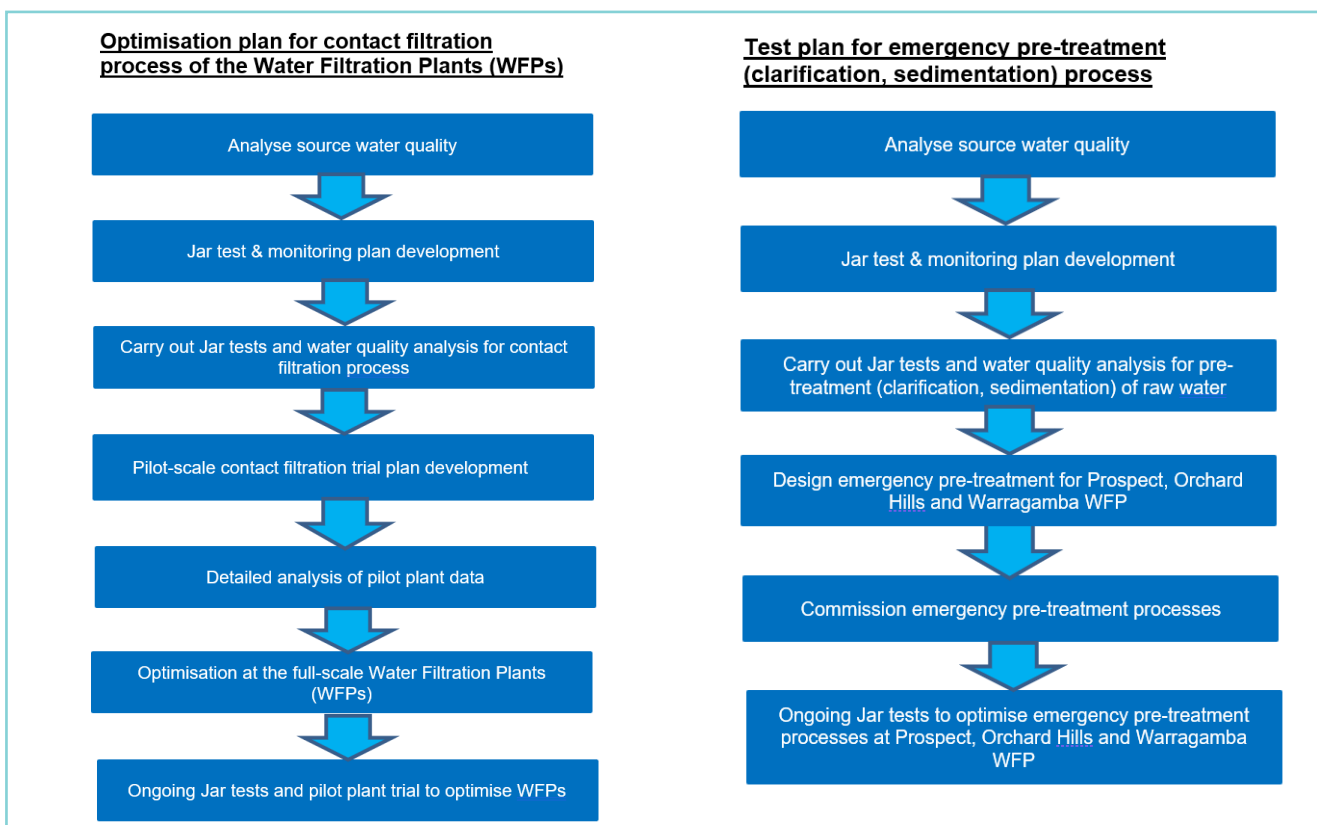 Optimisation plan for contact filtration
process of the Water Filtration Plants (WFPs)
Analyse source water quality
Jar test & monitoring plan development
Carry out Jar tests and water quality analysis for contact
filtration process
Pilot-scale contact filtration trial plan development
Detailed analysis of pilot plant data
Optimisation at the full-scale Water Filtration Plants
(WFPs)
Ongoing Jar tests and pilot plant trial to optimise WFPs
Test plan for emergency pre-treatment
(clarification, sedimentation) process
Analyse source water quality
Jar test & monitoring plan development
Carry out Jar tests and water quality analysis for pre-
treatment (clarification, sedimentation) of raw water
Design emergency pre-treatment for Prospect, Orchard
Hills and Warragamba WFP
Commission emergency pre-treatment processes
Ongoing Jar tests to optimise emergency pre-treatment
processes at Prospect, Orchard Hills and Warragamba
WFP